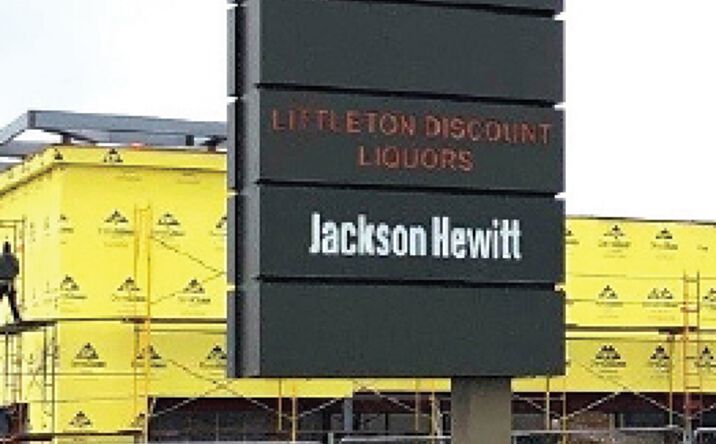 LITTLETON DISCOUNT
LIQUORS
Jackson Hewitt